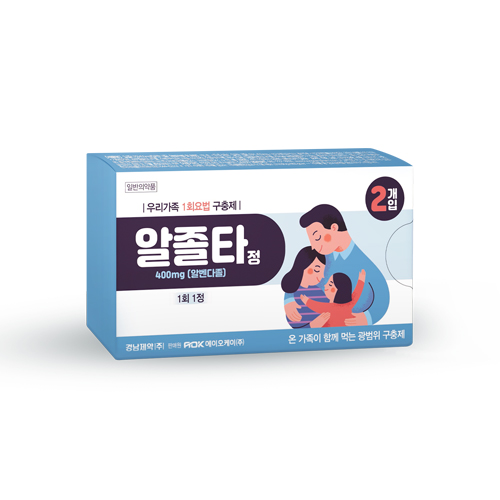 일반의약품
우리가족 1회요법 구충제
2개입
알졸타정
400mg (알벤다졸)
1회 1정
경남제약(주) 판매원 AOK 에이오케이(주)
온 가족이 함께 먹는 광범위 구충제